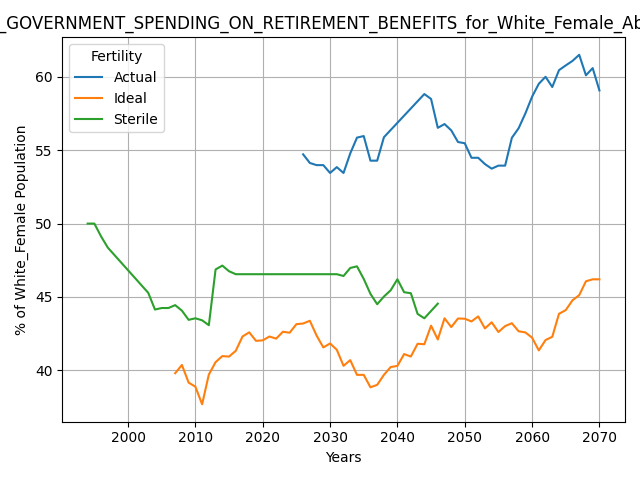 _GOVERNMENT_SPENDING_ON_RETIREMENT_BENEFITS_for_White_Female_Ab
Fertility
Actual
Ideal
Sterile
% of White_Female Population
60
55
50
45
40
2000 2010 2020 2030 2040 2050 2060 2070
Years